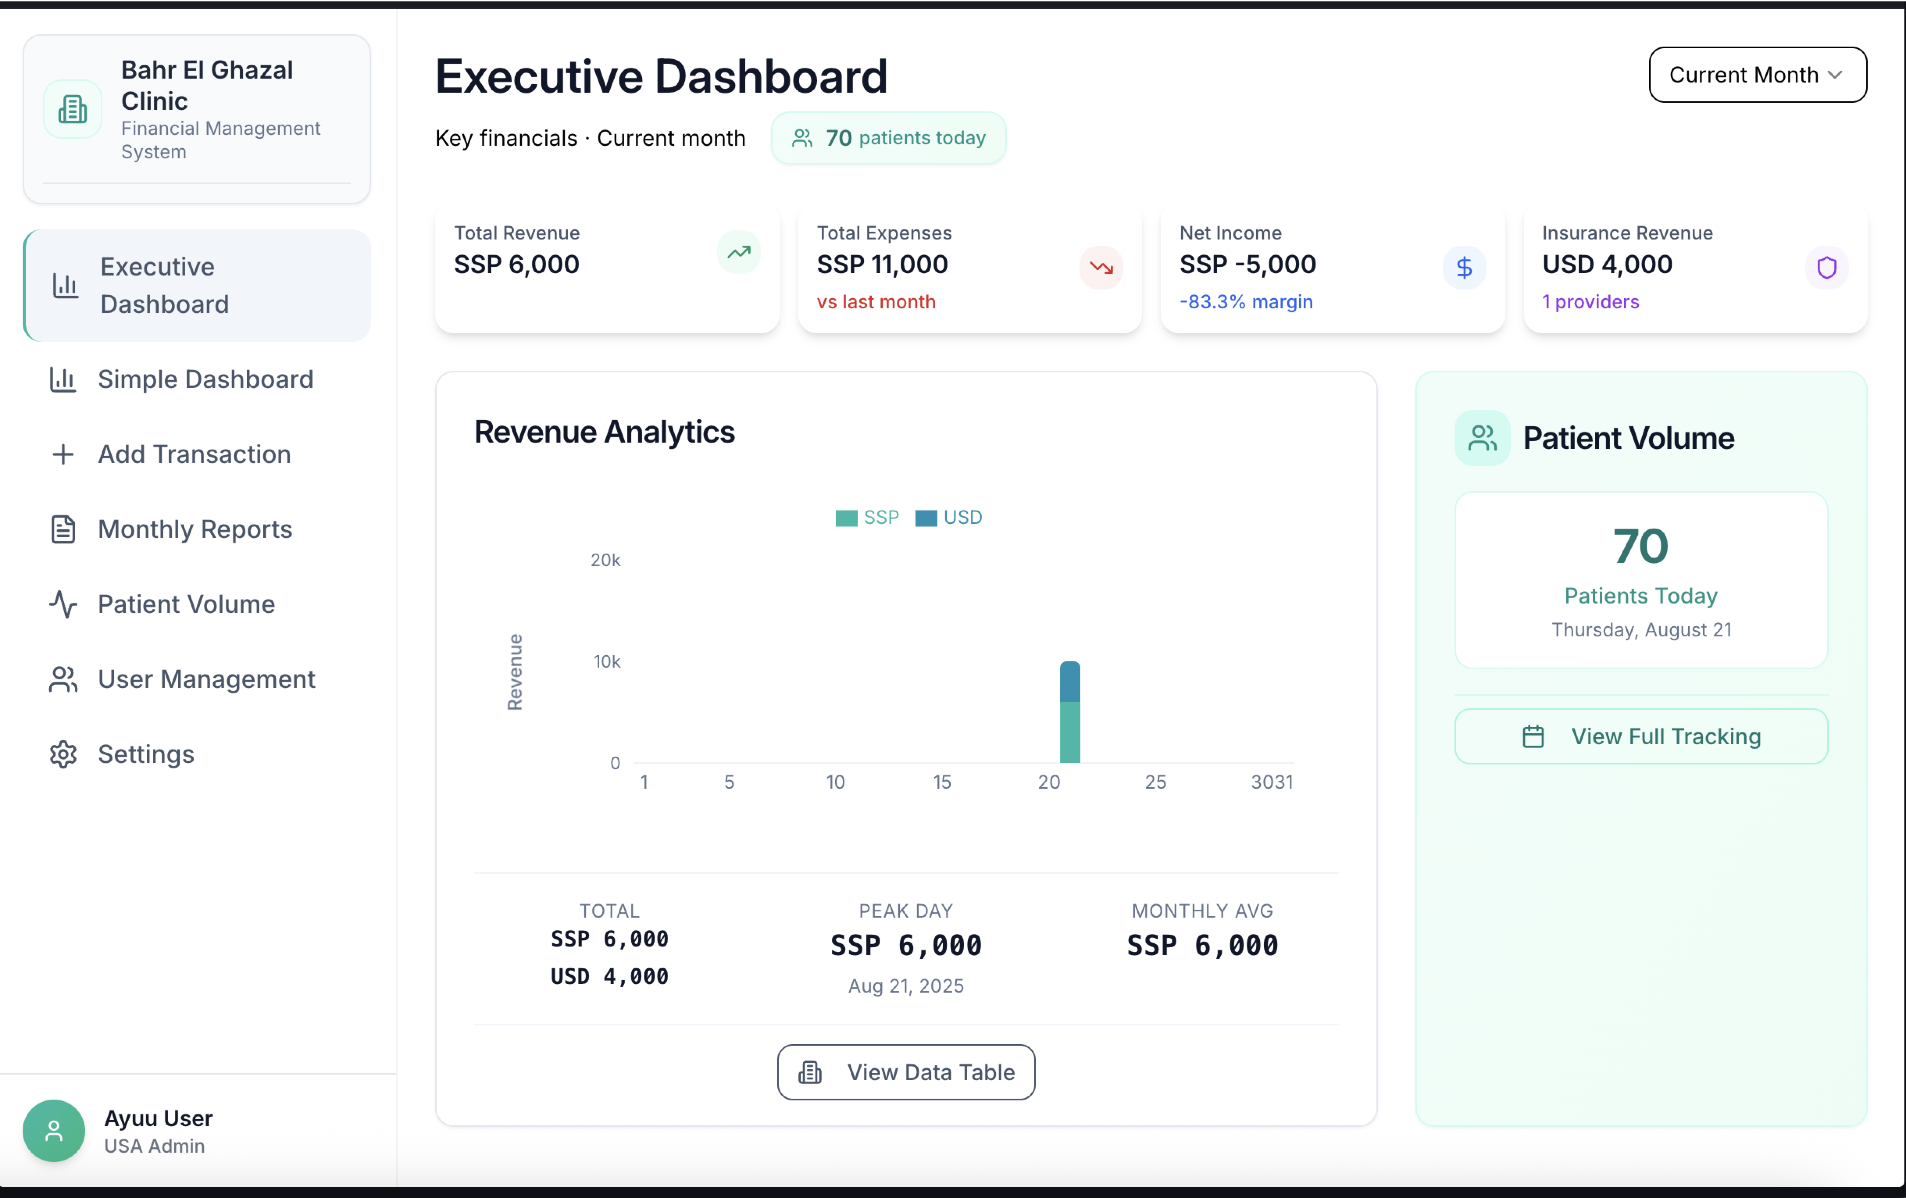 Bahr El Ghazal
Clinic
Financial Management
System
Executive
Dashboard
Simple Dashboard
Add Transaction
Monthly Reports
Patient Volume
User Management
Settings
Ayuu User
USA Admin
Executive Dashboard
Key financials · Current month
70 patients today
Current Month
Total Revenue
SSP 6,000
Total Expenses
SSP 11,000
vs last month
Net Income
SSP -5,000
-83.3% margin
Insurance Revenue
USD 4,000
1 providers
Revenue Analytics
SSP USD
20k
10k
0
Revenue
1 5 10 15 20 25 3031
TOTAL
SSP 6,000
USD 4,000
PEAK DAY
SSP 6,000
Aug 21, 2025
MONTHLY AVG
SSP 6,000
View Data Table
Patient Volume
70
Patients Today
Thursday, August 21
View Full Tracking